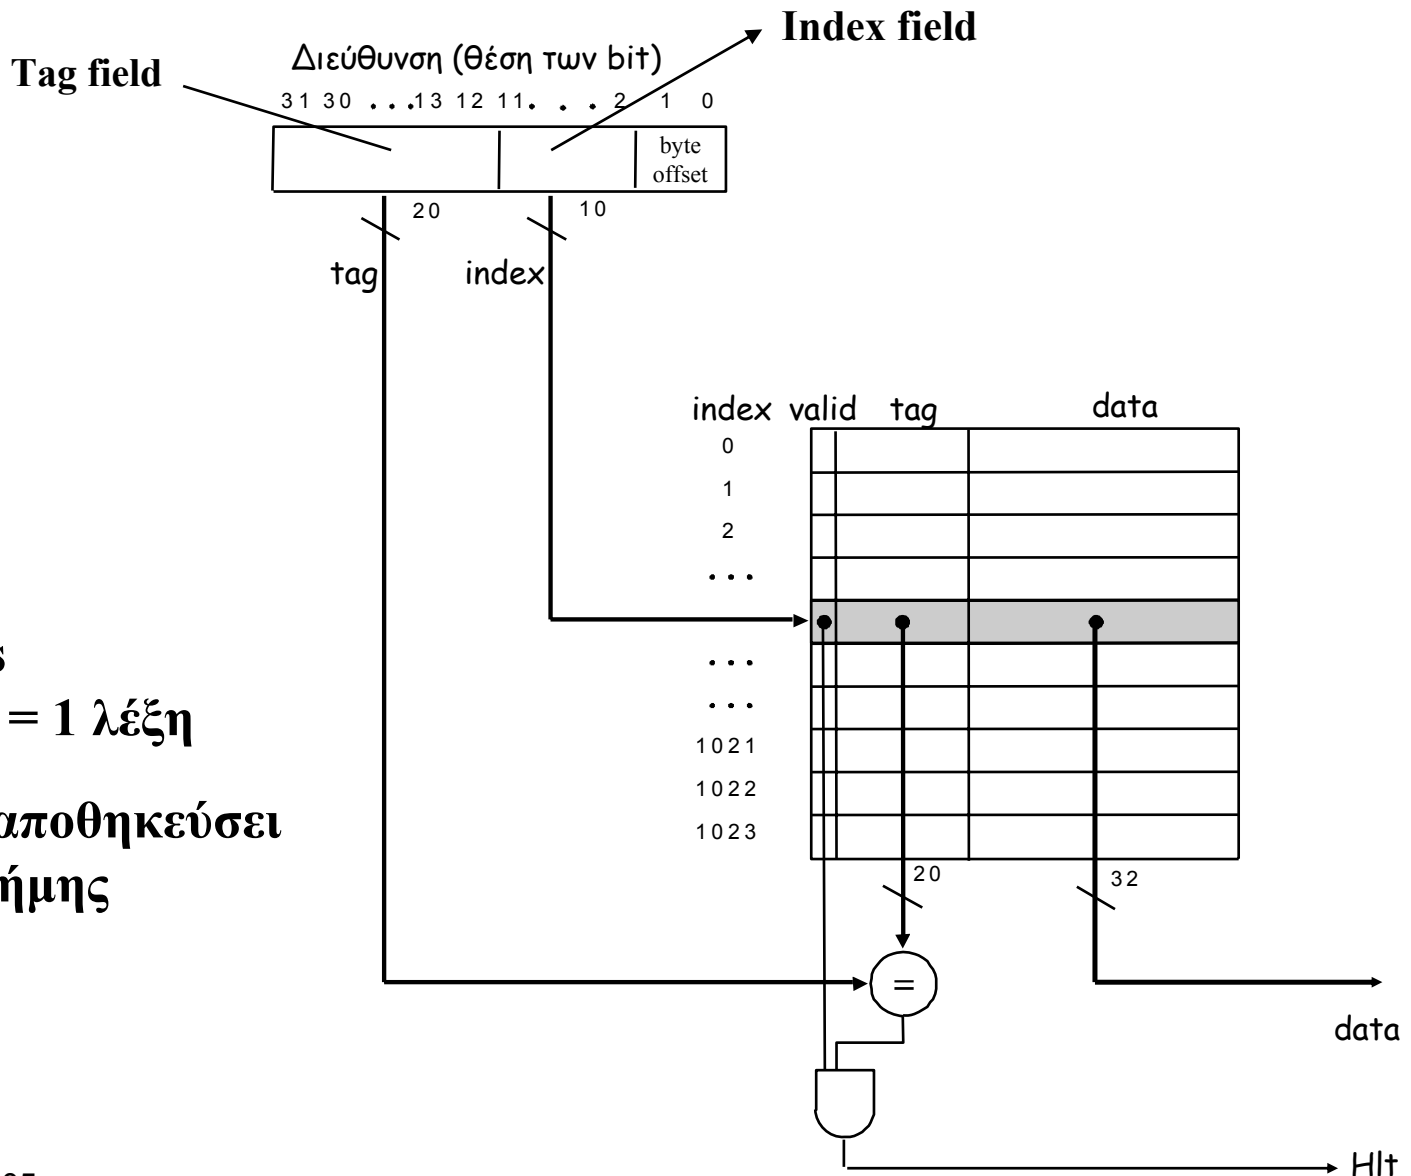 Index field
Διεύθυνση (θέση των bit)
Tag field
31 30 . . . 13 12 11 . . . 2 1 0
byte
offset
20
10
tag
index
index valid tag data
0
1
2
. . .
s
= 1 λέξη
. . .
. . .
1021
1022
1023
αποθηκεύσει
ήμης
20
32
=
data
HIt